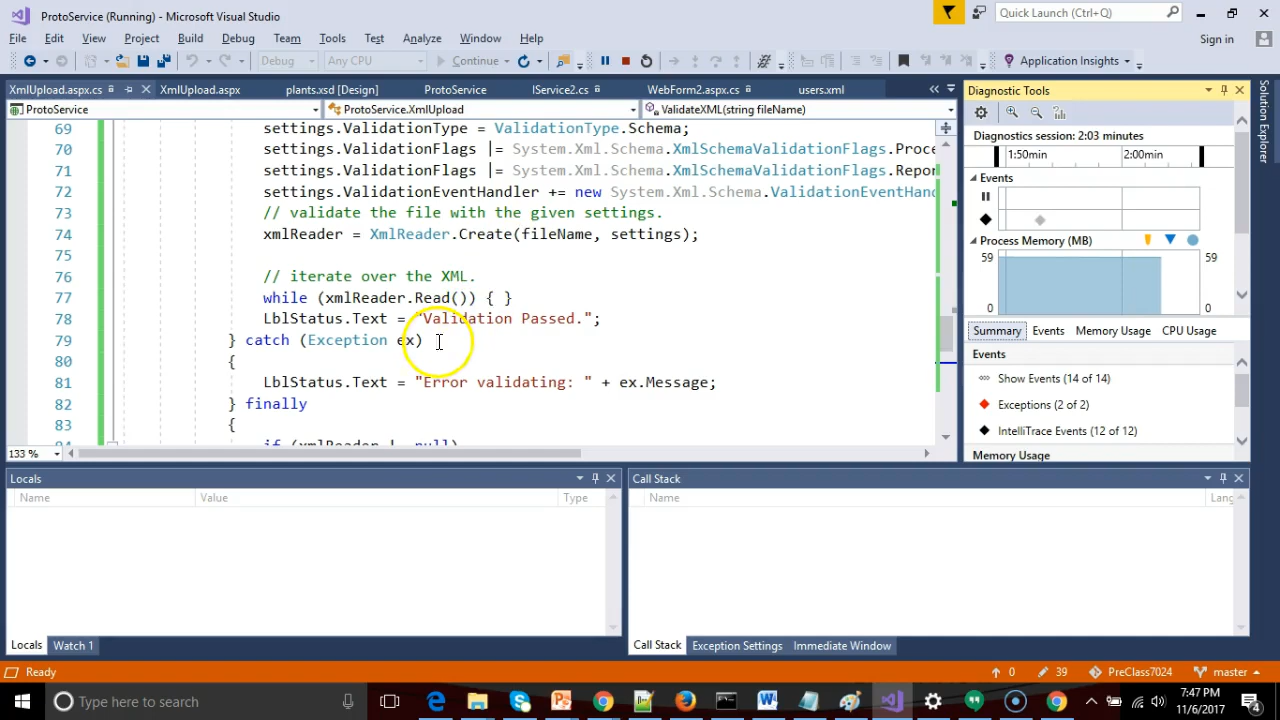 ProtoService (Running) - Microsoft Visual Studio
Quick Launch (Ctrl+Q)
File Edit View Project Build Debug Team Tools Test Analyze Window Help
Sign in
Debug Any CPU Continue Application Insights
XmlUpload.aspx.cs XmlUpload.aspx plants.xsd [Design] ProtoService IService2.cs WebForm2.aspx.cs users.xml
ProtoService ProtoService.XmlUpload ValidateXML(string fileName)
69 settings.ValidationType = ValidationType.Schema;
70 settings.ValidationFlags |= System.Xml.Schema.XmlSchemaValidationFlags.Proce
71 settings.ValidationFlags |= System.Xml.Schema.XmlSchemaValidationFlags.Repor
72 settings.ValidationEventHandler += new System.Xml.Schema.ValidationEventHand
73 // validate the file with the given settings.
74 xmlReader = XmlReader.Create(fileName, settings);
75
76 // iterate over the XML.
77 while (xmlReader.Read()) { }
78 LblStatus.Text = "Validation Passed.";
79 } catch (Exception ex)
80 {
81 LblStatus.Text = "Error validating: " + ex.Message;
82 } finally
83 {
84 if (xmlReader != null)
133 %
Diagnostic Tools
Diagnostics session: 2:03 minutes
1:50min 2:00min
Events
Process Memory (MB)
59 59
0 0
Summary Events Memory Usage CPU Usage
Events
Show Events (14 of 14)
Exceptions (2 of 2)
IntelliTrace Events (12 of 12)
Memory Usage
Solution Explorer
Locals
Name Value Type
Locals Watch 1
Call Stack
Name Lang
Call Stack Exception Settings Immediate Window
Ready
0 39 PreClass7024 master
Type here to search
7:47 PM
11/6/2017
4